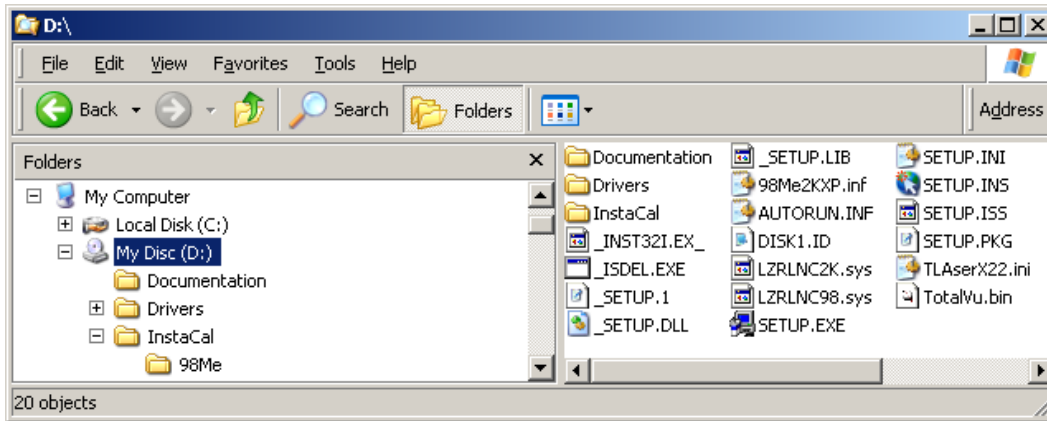 D:\
File Edit View Favorites Tools Help
Back Search Folders Address
Folders
My Computer
Local Disk (C:)
My Disc (D:)
Documentation
Drivers
InstaCal
98Me
Documentation _SETUP.LIB SETUP.INI
Drivers 98Me2KXP.inf SETUP.INS
InstaCal AUTORUN.INF SETUP.ISS
_INST32I.EX_ DISK1.ID SETUP.PKG
_ISDEL.EXE LZRLNC2K.sys TLAserX22.ini
_SETUP.1 LZRLNC98.sys TotalVu.bin
_SETUP.DLL SETUP.EXE
20 objects